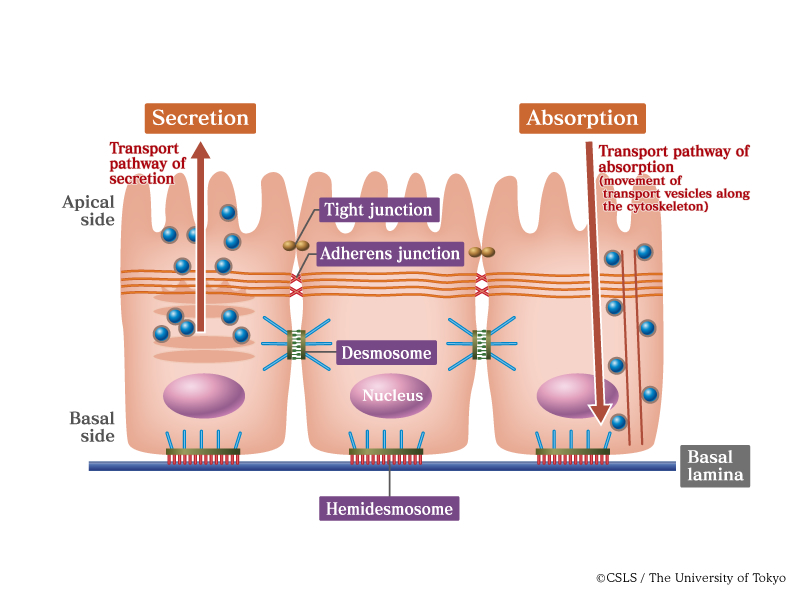 Secretion
Absorption
Transport
pathway of
secretion
Transport pathway of
absorption
(movement of
transport vesicles along
the cytoskeleton)
Apical
side
Tight junction
Adherens junction
Desmosome
Nucleus
Basal
side
Basal
lamina
Hemidesmosome
©CSLS / The University of Tokyo